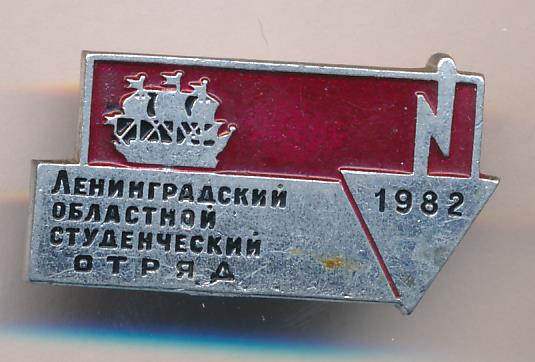 ЛЕНИНГРАДСКИЙ
ОБЛАСТНОЙ
СТУДЕНЧЕСКИЙ
ОТРЯД
1982